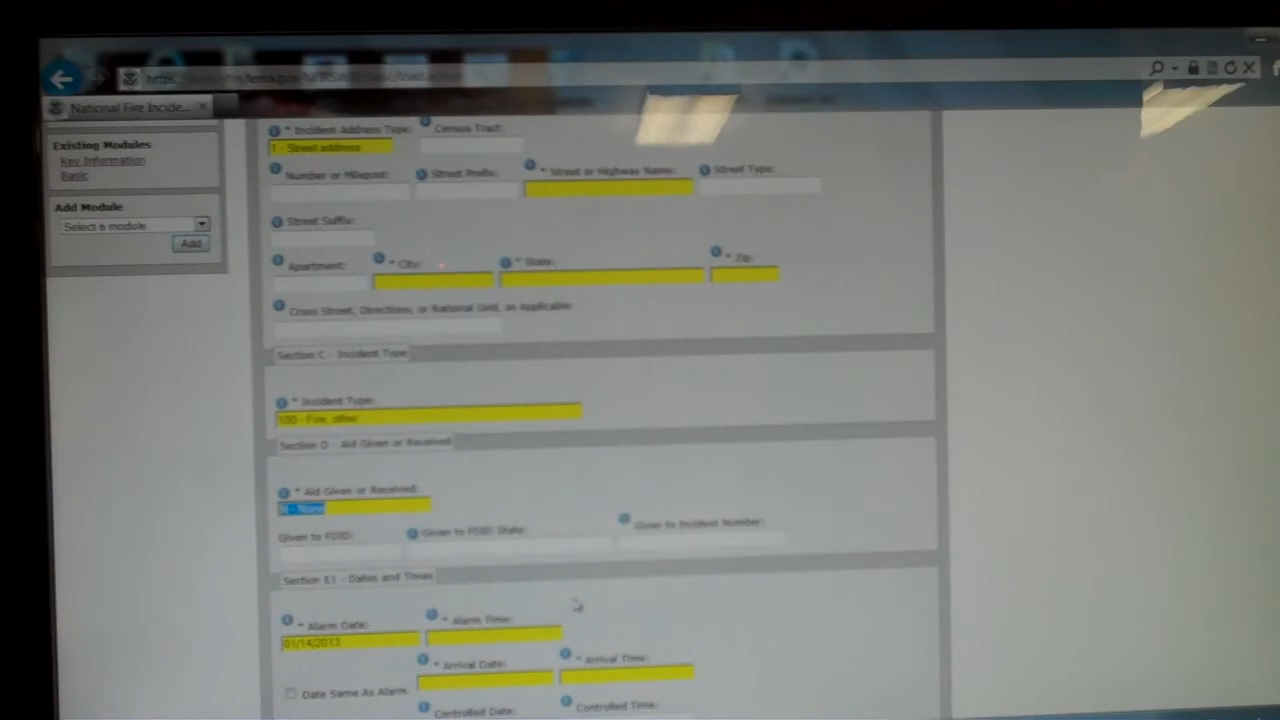 https
National Fire Incide...
Existing Modules
Key Information
Basic
Add Module
Select a module
Add
* Incident Address Type:
Census Tract:
1 - Street address
Number or Milepost:
Street Prefix:
* Street or Highway Name:
Street Type:
Street Suffix:
Apartment:
* City:
* State:
* Zip:
Cross Street, Directions, or National Grid, as Applicable:
Section C - Incident Type
* Incident Type:
100 - Fire, other
Section D - Aid Given or Received
* Aid Given or Received:
N - None
Given to FDID:
Given to FDID State:
Given to Incident Number:
Section E1 - Dates and Times
* Alarm Date:
* Alarm Time:
01/14/2013
* Arrival Date:
* Arrival Time:
Date Same As Alarm
Controlled Date:
Controlled Time: